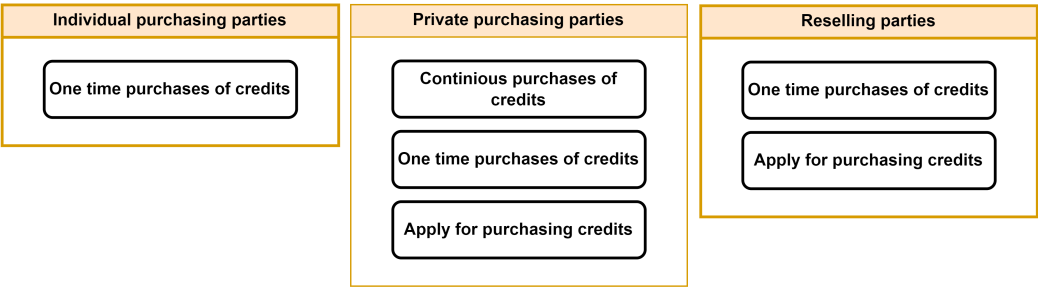 Individual purchasing parties
One time purchases of credits
Private purchasing parties
Continious purchases of
credits
One time purchases of credits
Apply for purchasing credits
Reselling parties
One time purchases of credits
Apply for purchasing credits